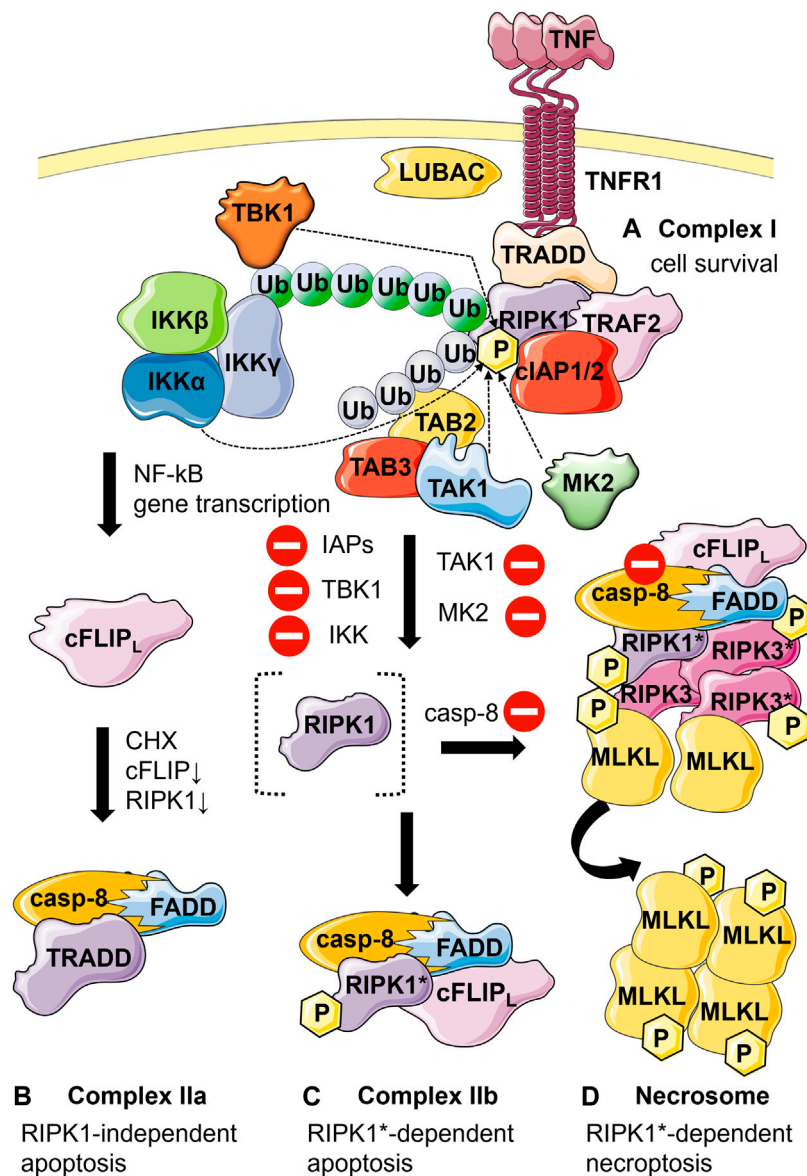 TNF
TNFR1
LUBAC
TBK1
A Complex I
cell survival
TRADD
Ub Ub Ub Ub Ub Ub
RIPK1
TRAF2
IKKβ
IKKγ
IKKα
Ub Ub Ub Ub
P
cIAP1/2
TAB2
TAB3
TAK1
MK2
NF-kB
gene transcription
IAPs
TBK1
IKK
TAK1
MK2
cFLIPL
cFLIPL
casp-8
FADD
P
RIPK1*
RIPK3*
P
RIPK3
RIPK3*
P
P
MLKL
MLKL
RIPK1
casp-8
CHX
cFLIP↓
RIPK1↓
casp-8
FADD
TRADD
casp-8
FADD
RIPK1*
cFLIPL
P
P
P
MLKL
MLKL
MLKL
MLKL
P
P
B Complex IIa
RIPK1-independent
apoptosis
C Complex IIb
RIPK1*-dependent
apoptosis
D Necrosome
RIPK1*-dependent
necroptosis